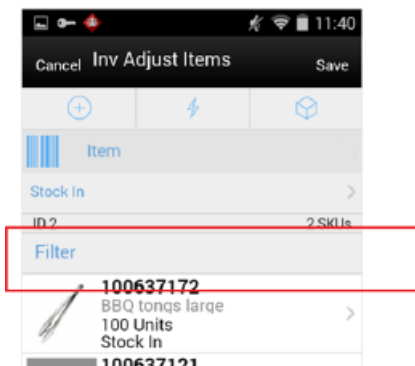 11:40
Cancel Inv Adjust Items Save
Item
Stock In
ID 2 2 SKUs
Filter
100637172
BBQ tongs large
100 Units
Stock In
100637121